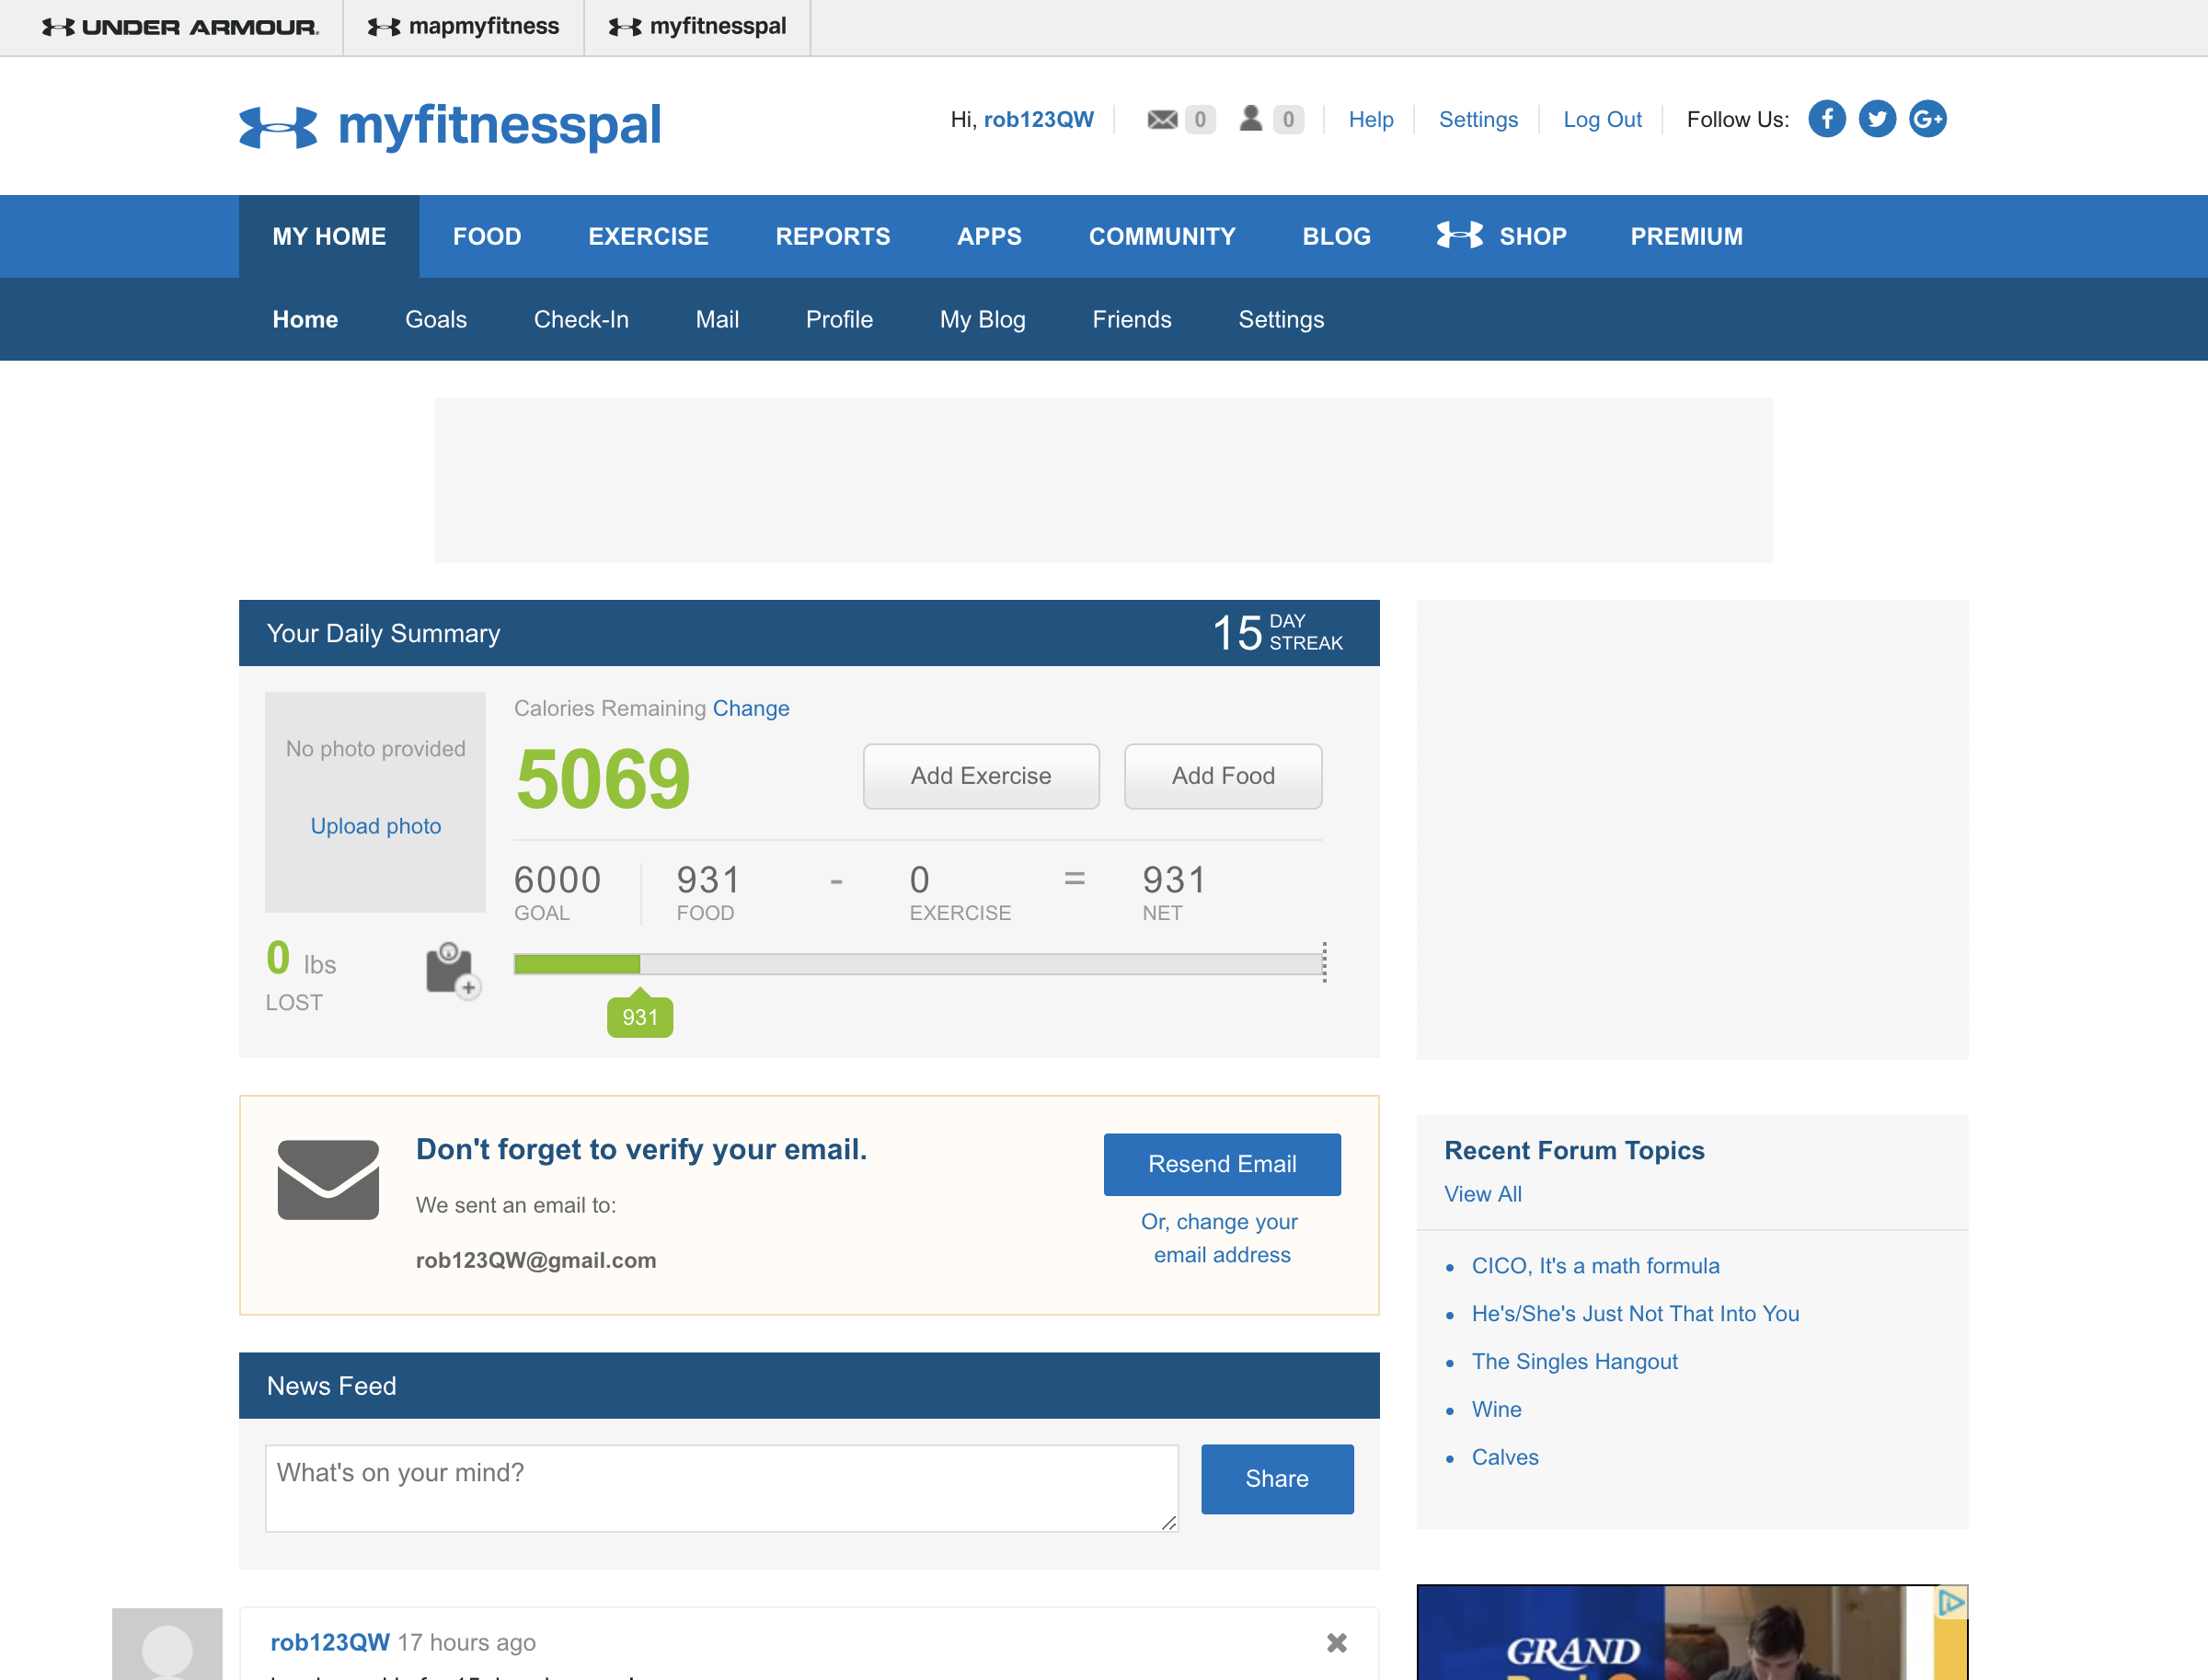 UNDER ARMOUR.
mapmyfitness
myfitnesspal
myfitnesspal
Hi, rob123QW
0
0
Help
Settings
Log Out
Follow Us:
MY HOME
FOOD
EXERCISE
REPORTS
APPS
COMMUNITY
BLOG
SHOP
PREMIUM
Home
Goals
Check-In
Mail
Profile
My Blog
Friends
Settings
Your Daily Summary
15 DAY
STREAK
No photo provided
Upload photo
Calories Remaining Change
5069
Add Exercise
Add Food
6000
GOAL
931
FOOD
-
0
EXERCISE
=
931
NET
0 lbs
LOST
931
Don't forget to verify your email.
We sent an email to:
rob123QW@gmail.com
Resend Email
Or, change your
email address
News Feed
What's on your mind?
Share
rob123QW 17 hours ago
Recent Forum Topics
View All
CICO, It's a math formula
He's/She's Just Not That Into You
The Singles Hangout
Wine
Calves
GRAND